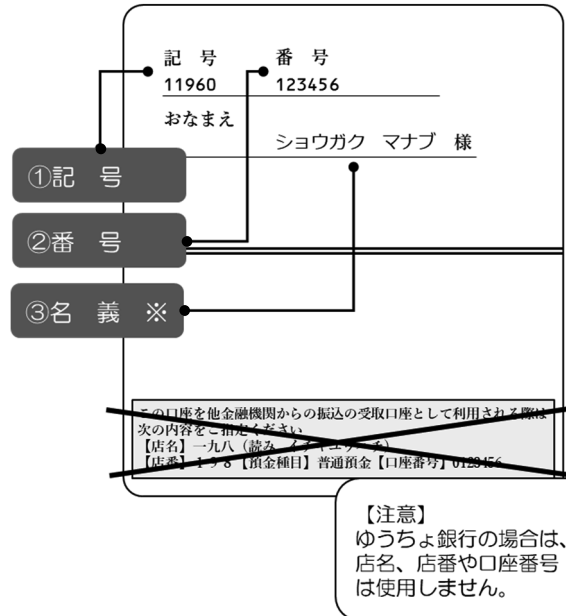 記 号 番 号
11960 123456
おなまえ
ショウガク マナブ 様
①記 号
②番 号
③名 義 ※
この口座を他金融機関からの振込の受取口座として利用される際は
次の内容をご指定ください
【店名】一九八(読み
【店番】198【預金種目】普通預金【口座番号】0123456
【注意】
ゆうちょ銀行の場合は、
店名、店番や口座番号
は使用しません。